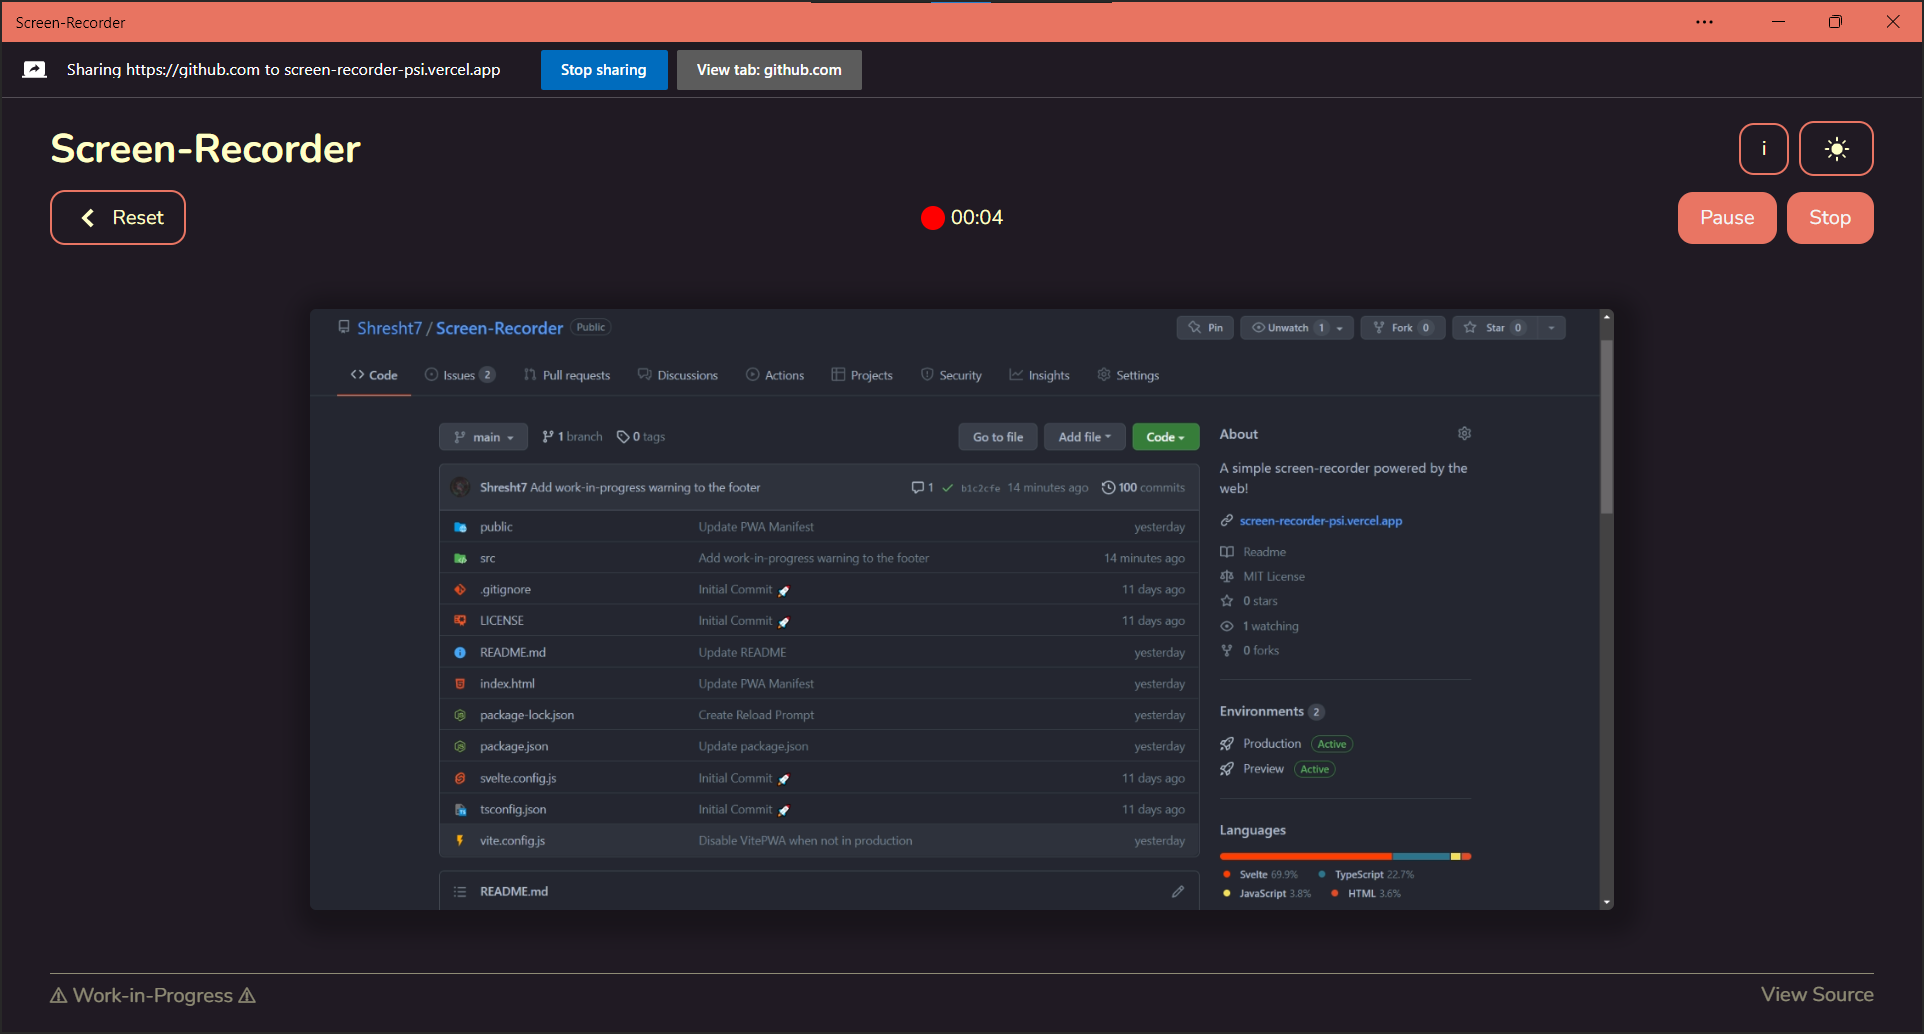 Screen-Recorder
Sharing https://github.com to screen-recorder-psi.vercel.app Stop sharing View tab: github.com
Screen-Recorder i
Reset 00:04 Pause Stop
Shresht7 / Screen-Recorder Public Pin Unwatch 1 Fork 0 Star 0
Code Issues 2 Pull requests Discussions Actions Projects Security Insights Settings
main 1 branch 0 tags Go to file Add file Code
Shresht7 Add work-in-progress warning to the footer 1 b1c2cfe 14 minutes ago 100 commits
public Update PWA Manifest yesterday
src Add work-in-progress warning to the footer 14 minutes ago
.gitignore Initial Commit 🚀 11 days ago
LICENSE Initial Commit 🚀 11 days ago
README.md Update README yesterday
index.html Update PWA Manifest yesterday
package-lock.json Create Reload Prompt yesterday
package.json Update package.json yesterday
svelte.config.js Initial Commit 🚀 11 days ago
tsconfig.json Initial Commit 🚀 11 days ago
vite.config.js Disable VitePWA when not in production yesterday
README.md
About
A simple screen-recorder powered by the
web!
screen-recorder-psi.vercel.app
Readme
MIT License
0 stars
1 watching
0 forks
Environments 2
Production Active
Preview Active
Languages
Svelte 69.9% TypeScript 22.7%
JavaScript 3.8% HTML 3.6%
⚠ Work-in-Progress ⚠ View Source